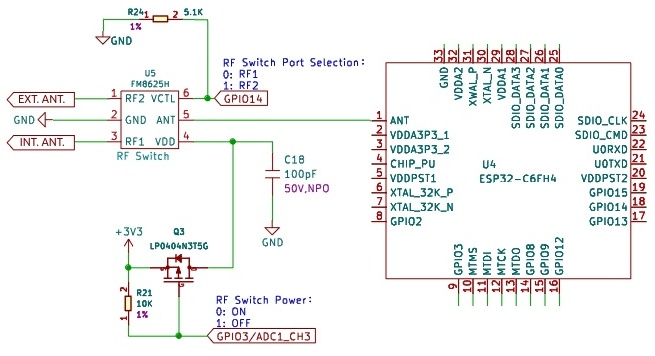 R24
1
2
5.1K
1%
GND
U5
FM8625H
EXT. ANT.
1
RF2
VCTL
6
GPIO14
GND
2
GND
ANT
5
INT. ANT.
3
RF1
VDD
4
RF Switch
RF Switch Port Selection:
0: RF1
1: RF2
C18
100pF
50V,NPO
GND
+3V3
Q3
LP0404N3T5G
2
R21
10K
1%
1
RF Switch Power:
0: ON
1: OFF
GPIO3/ADC1_CH3
33
32
31
30
29
28
27
26
25
GND
VDDA2
XWAL_P
XTAL_N
VDDA1
SDIO_DATA3
SDIO_DATA2
SDIO_DATA1
SDIO_DATA0
1
ANT
2
VDDA3P3_1
3
VDDA3P3_2
4
CHIP_PU
5
VDDPST1
6
XTAL_32K_P
7
XTAL_32K_N
8
GPIO2
U4
ESP32-C6FH4
SDIO_CLK
24
SDIO_CMD
23
U0RXD
22
U0TXD
21
VDDPST2
20
GPIO15
19
GPIO14
18
GPIO13
17
GPIO3
MTMS
MTDI
MTCK
MTDO
GPIO8
GPIO9
GPIO12
9
10
11
12
13
14
15
16